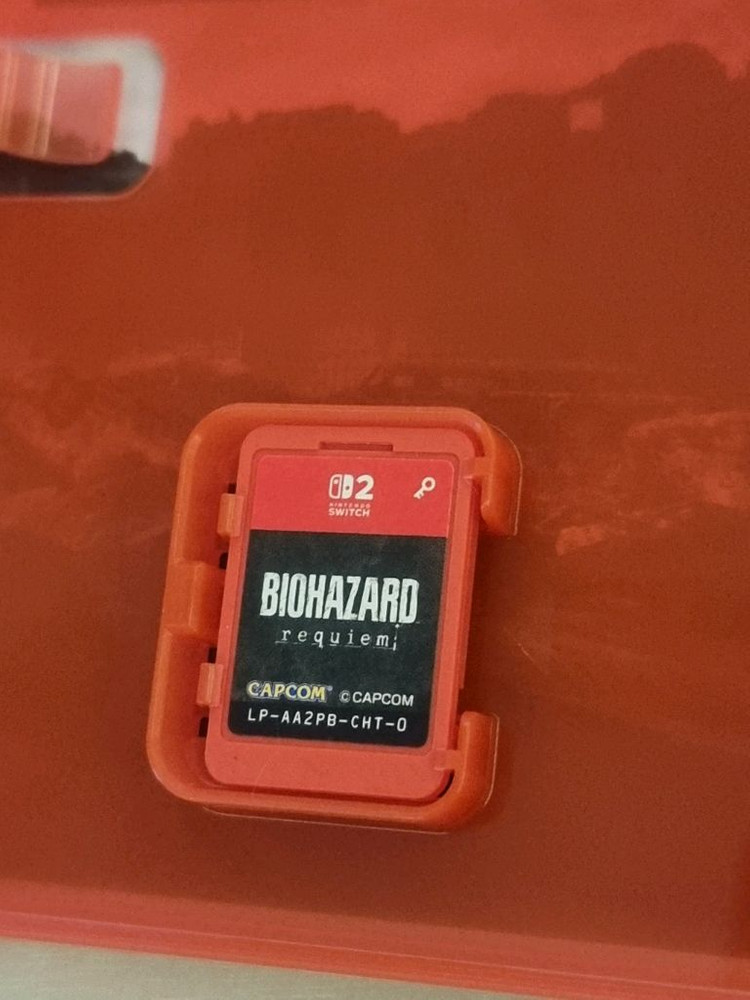 2
NINTENDO
SWITCH
BIOHAZARD
requiem;
CAPCOM® ©CAPCOM
LP-AA2PB-CHT-0